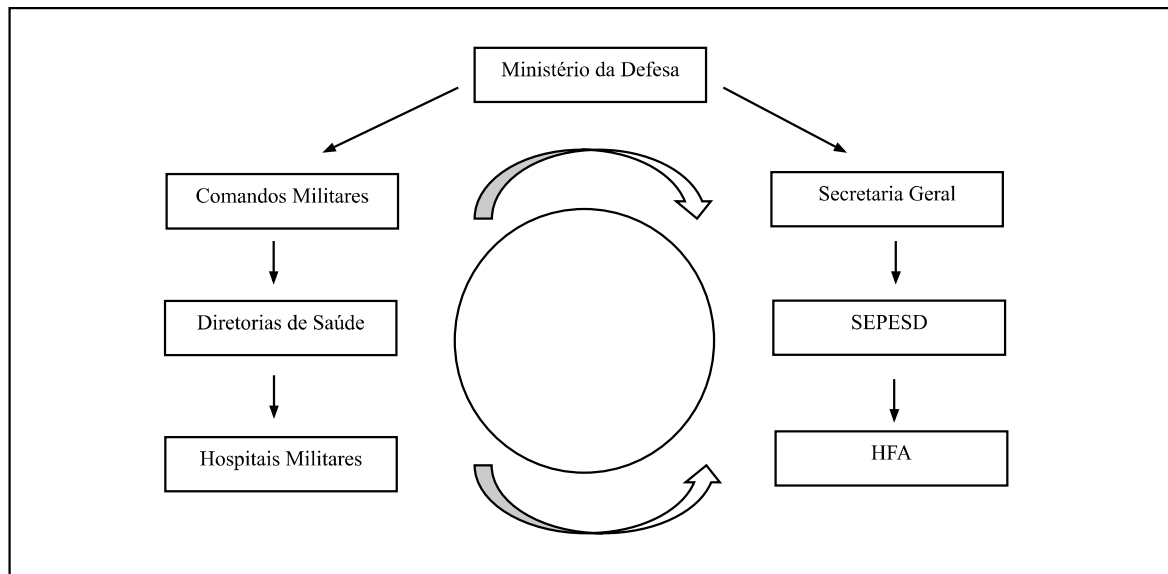 Ministério da Defesa
Comandos Militares
Secretaria Geral
Diretorias de Saúde
SEPESD
Hospitais Militares
HFA